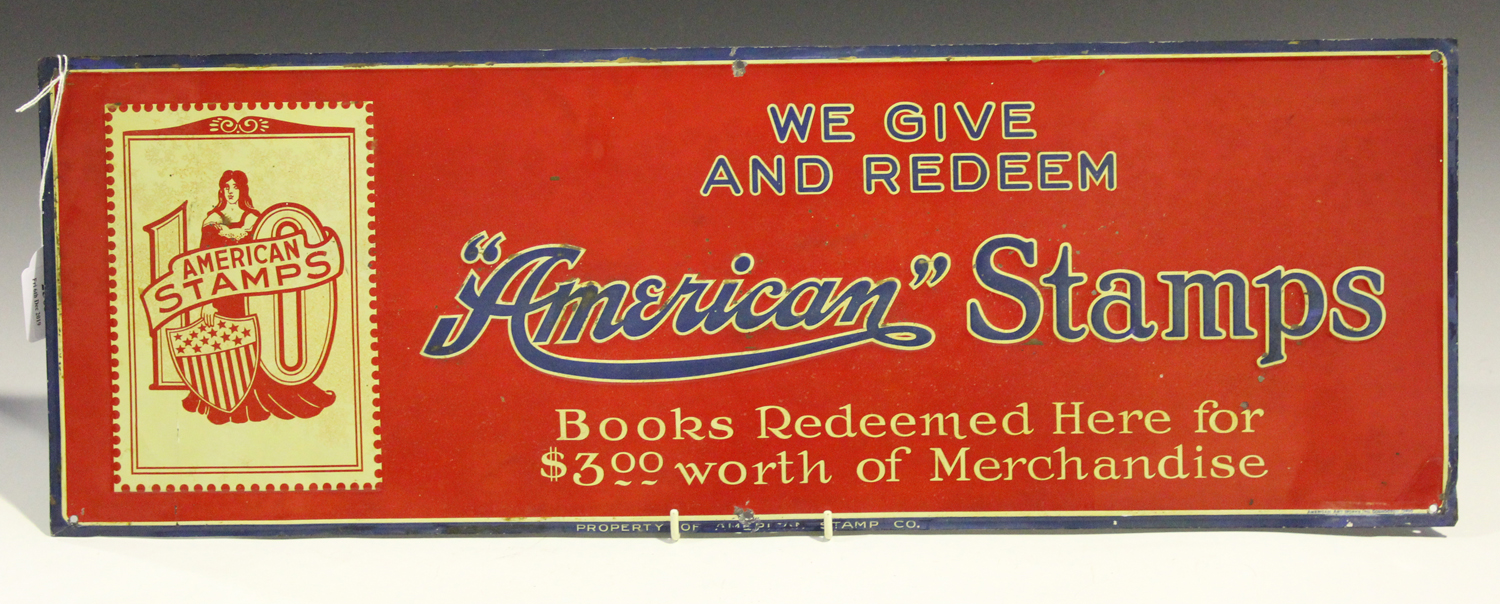 WE GIVE
AND REDEEM
"American" Stamps
Books Redeemed Here for
$3.00 worth of Merchandise
10
AMERICAN
STAMPS
PROPERTY OF AMERICAN STAMP CO.